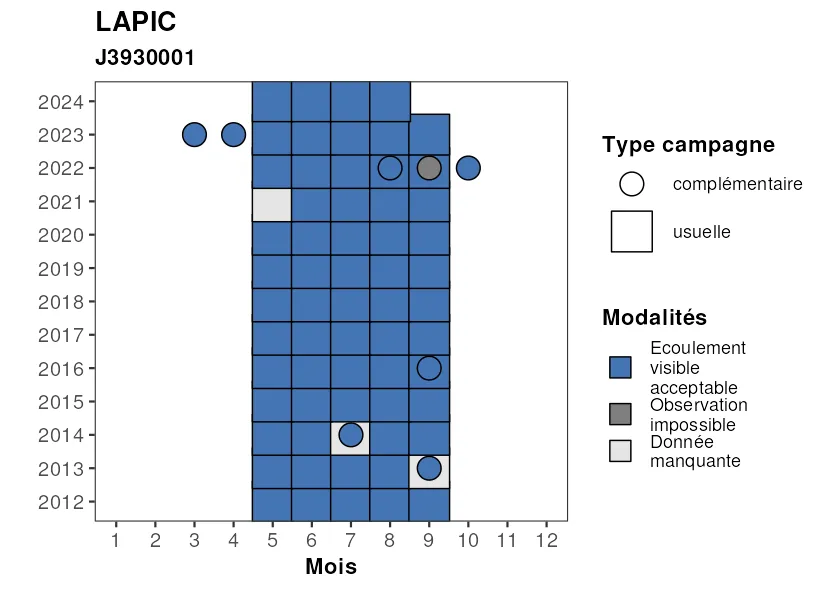 LAPIC
J3930001
2024
2023
2022
2021
2020
2019
2018
2017
2016
2015
2014
2013
2012
1 2 3 4 5 6 7 8 9 10 11 12
Mois
Type campagne
complémentaire
usuelle
Modalités
Ecoulement
visible
acceptable
Observation
impossible
Donnée
manquante